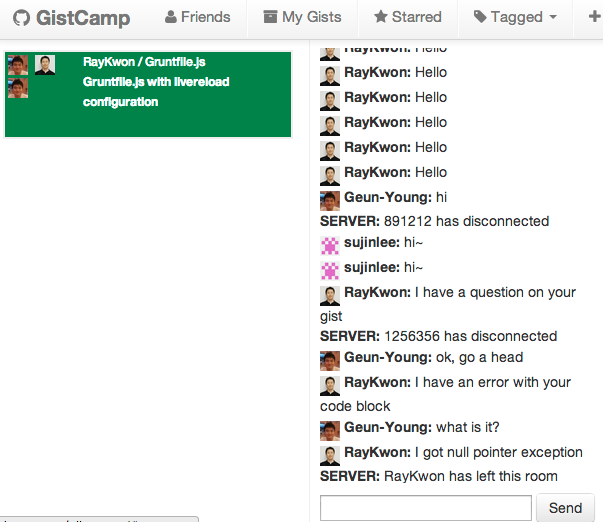 GistCamp Friends My Gists Starred Tagged
RayKwon / Gruntfile.js
Gruntfile.js with livereload
configuration
RayKwon: Hello
RayKwon: Hello
RayKwon: Hello
RayKwon: Hello
RayKwon: Hello
RayKwon: Hello
Geun-Young: hi
SERVER: 891212 has disconnected
sujinlee: hi~
sujinlee: hi~
RayKwon: I have a question on your
gist
SERVER: 1256356 has disconnected
Geun-Young: ok, go a head
RayKwon: I have an error with your
code block
Geun-Young: what is it?
RayKwon: I got null pointer exception
SERVER: RayKwon has left this room
Send